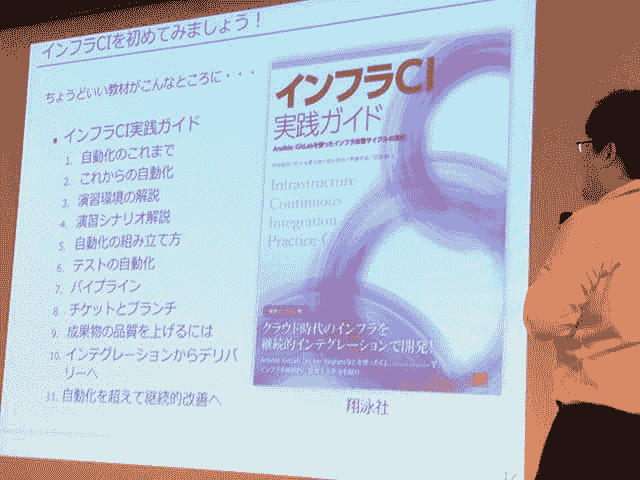 インフラCIを初めてみましょう！
ちょうどいい教材がこんなところに・・・
インフラCI実践ガイド
1. 自動化のこれまで
2. これからの自動化
3. 演習環境の解説
4. 演習シナリオ解説
5. 自動化の組み立て方
6. テストの自動化
7. パイプライン
8. チケットとブランチ
9. 成果物の品質を上げるには
10. インテグレーションからデリバ
リーへ
11. 自動化を超えて継続的改善へ
インフラCI
実践ガイド
Ansible・GitLabを使ったインフラ改善サイクルの実践
Infrastructure
Continuous
Integration
Practice
クラウド時代のインフラを
継続的インテグレーションで開発！
翔泳社